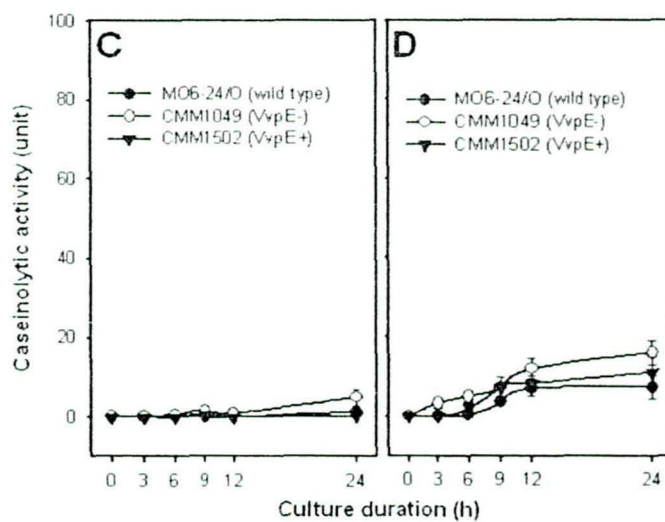 C
D
MO6-24/O (wild type)
CMM1049 (VvpE-)
CMM1502 (VvpE+)
MO6-24/O (wild type)
CMM1049 (VvpE-)
CMM1502 (VvpE+)
Caseinolytic activity (unit)
100
80
60
40
20
0
0 3 6 9 12 24
0 3 6 9 12 24
Culture duration (h)